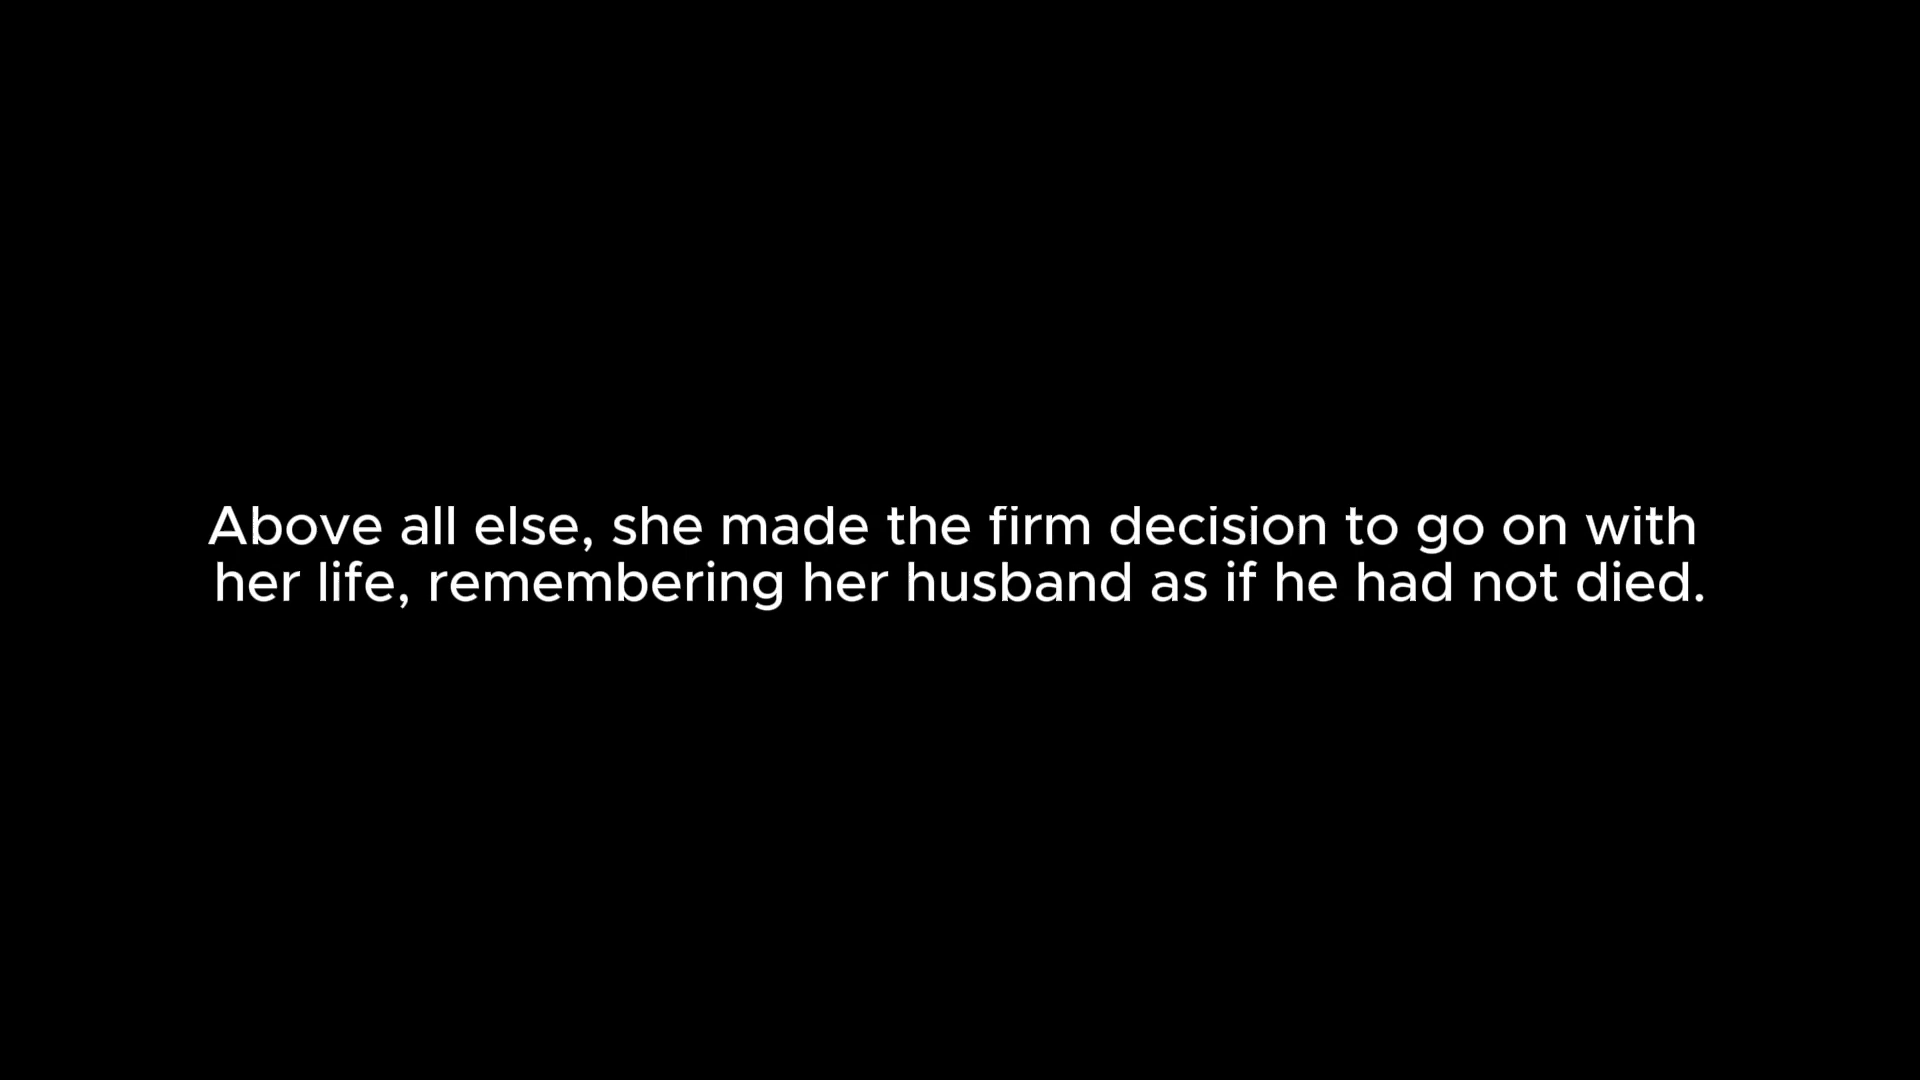 Above all else, she made the firm decision to go on with
her life, remembering her husband as if he had not died.